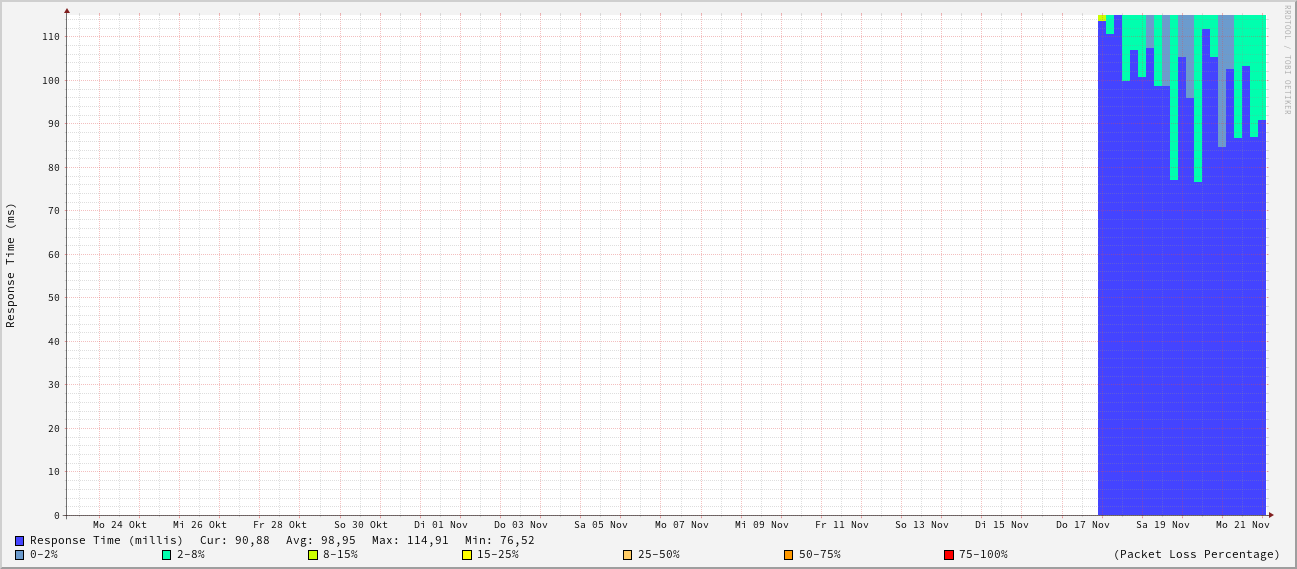 RRDTOOL / TOBI OETIKER
Response Time (ms)
110
100
90
80
70
60
50
40
30
20
10
0
Mo 24 Okt Mi 26 Okt Fr 28 Okt So 30 Okt Di 01 Nov Do 03 Nov Sa 05 Nov Mo 07 Nov Mi 09 Nov Fr 11 Nov So 13 Nov Di 15 Nov Do 17 Nov Sa 19 Nov Mo 21 Nov
Response Time (millis) Cur: 90,88 Avg: 98,95 Max: 114,91 Min: 76,52
0-2% 2-8% 8-15% 15-25% 25-50% 50-75% 75-100% (Packet Loss Percentage)